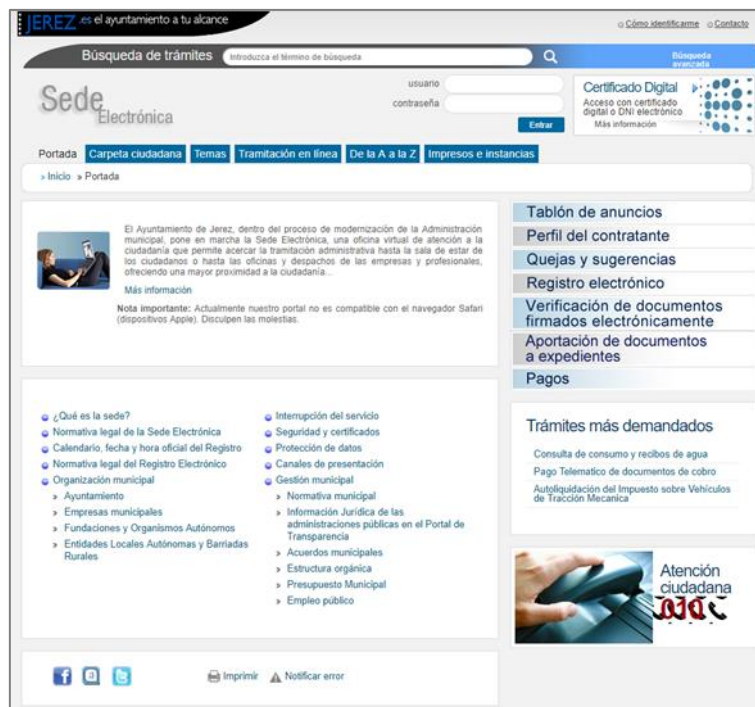 JEREZ.es el ayuntamiento a tu alcance
Cómo identificarme
Contacto
Búsqueda de trámites
Introduzca el término de búsqueda
Búsqueda
avanzada
Sede
Electrónica
usuario
contraseña
Entrar
Certificado Digital
Acceso con certificado
digital o DNI electrónico
Más información
Portada Carpeta ciudadana Temas Tramitación en línea De la A a la Z Impresos e instancias
» Inicio » Portada
El Ayuntamiento de Jerez, dentro del proceso de modernización de la Administración
municipal, pone en marcha la Sede Electrónica, una oficina virtual de atención a la
ciudadanía que permite acercar la tramitación administrativa hasta la sala de estar de
los ciudadanos o hasta las oficinas y despachos de las empresas y profesionales,
ofreciendo una mayor proximidad a la ciudadanía...
Más información
Nota importante: Actualmente nuestro portal no es compatible con el navegador Safari
(dispositivos Apple). Disculpen las molestias.
¿Qué es la sede?
Normativa legal de la Sede Electrónica
Calendario, fecha y hora oficial del Registro
Normativa legal del Registro Electrónico
Organización municipal
» Ayuntamiento
» Empresas municipales
» Fundaciones y Organismos Autónomos
» Entidades Locales Autónomas y Barriadas
Rurales
Interrupción del servicio
Seguridad y certificados
Protección de datos
Canales de presentación
Gestión municipal
» Normativa municipal
» Información Jurídica de las
administraciones públicas en el Portal de
Transparencia
» Acuerdos municipales
» Estructura orgánica
» Presupuesto Municipal
» Empleo público
Imprimir
Notificar error
Tablón de anuncios
Perfil del contratante
Quejas y sugerencias
Registro electrónico
Verificación de documentos
firmados electrónicamente
Aportación de documentos
a expedientes
Pagos
Trámites más demandados
Consulta de consumo y recibos de agua
Pago Telematico de documentos de cobro
Autoliquidación del Impuesto sobre Vehículos
de Tracción Mecanica
Atención
ciudadana
010